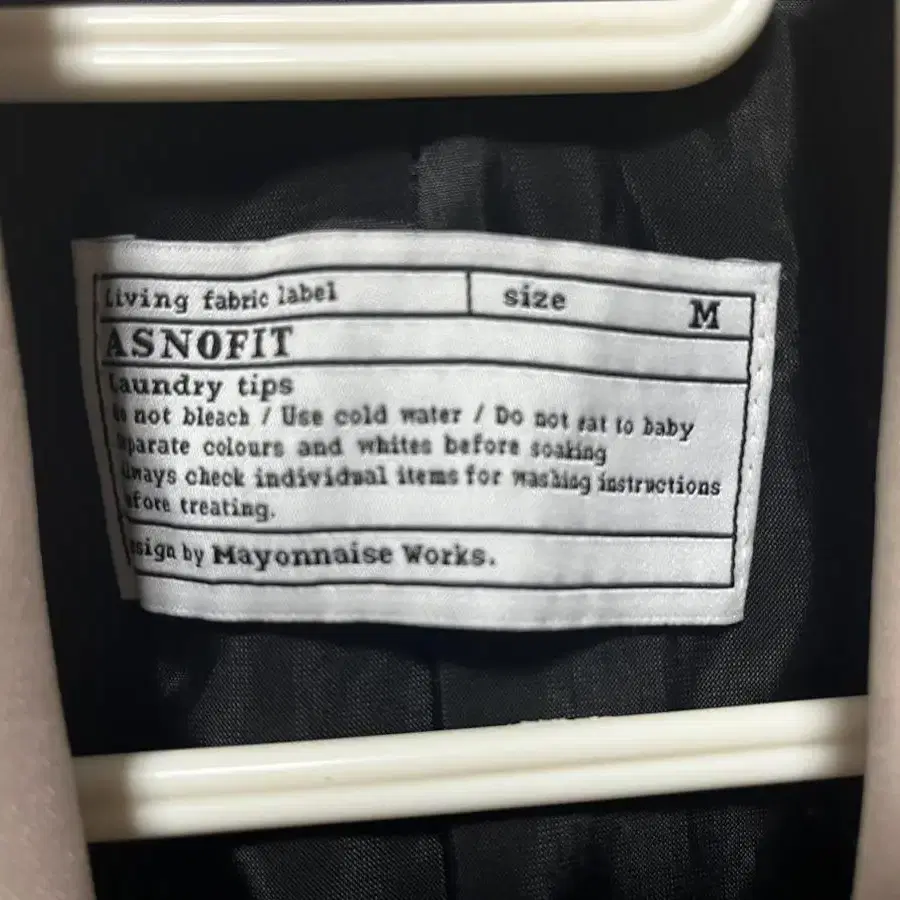 Living fabric label size M
ASNOFIT
Laundry tips
not bleach / Use cold water / Do not eat to baby
parate colours and whites before soaking
ways check individual items for washing instructions
efore treating.
sign by Mayonnaise Works.